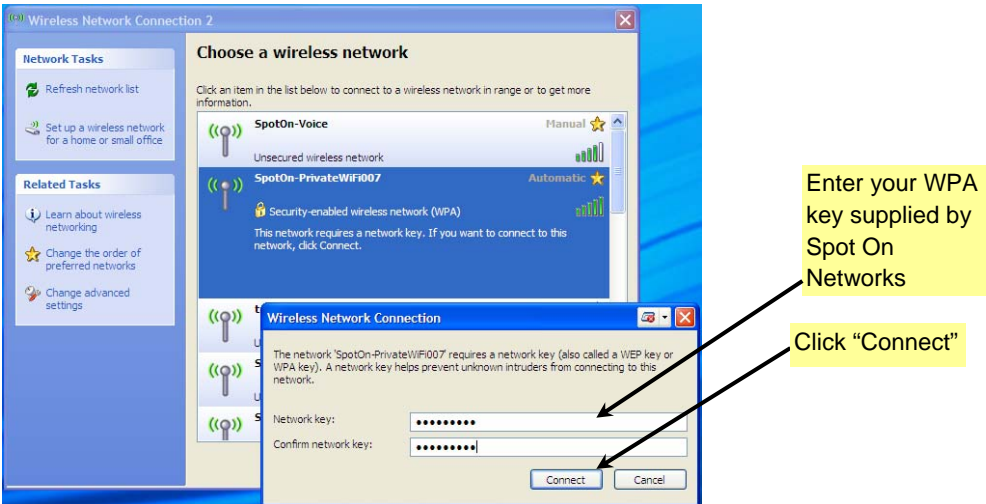 Wireless Network Connection 2
Network Tasks
Refresh network list
Set up a wireless network
for a home or small office
Related Tasks
Learn about wireless
networking
Change the order of
preferred networks
Change advanced
settings
Choose a wireless network
Click an item in the list below to connect to a wireless network in range or to get more
information.
SpotOn-Voice
Manual
Unsecured wireless network
SpotOn-PrivateWiFi007
Automatic
Security-enabled wireless network (WPA)
This network requires a network key. If you want to connect to this
network, click Connect.
Wireless Network Connection
The network 'SpotOn-PrivateWiFi007' requires a network key (also called a WEP key or
WPA key). A network key helps prevent unknown intruders from connecting to this
network.
Network key:
•••••••••
Confirm network key:
•••••••••
Connect
Cancel
Enter your WPA
key supplied by
Spot On
Networks
Click “Connect”